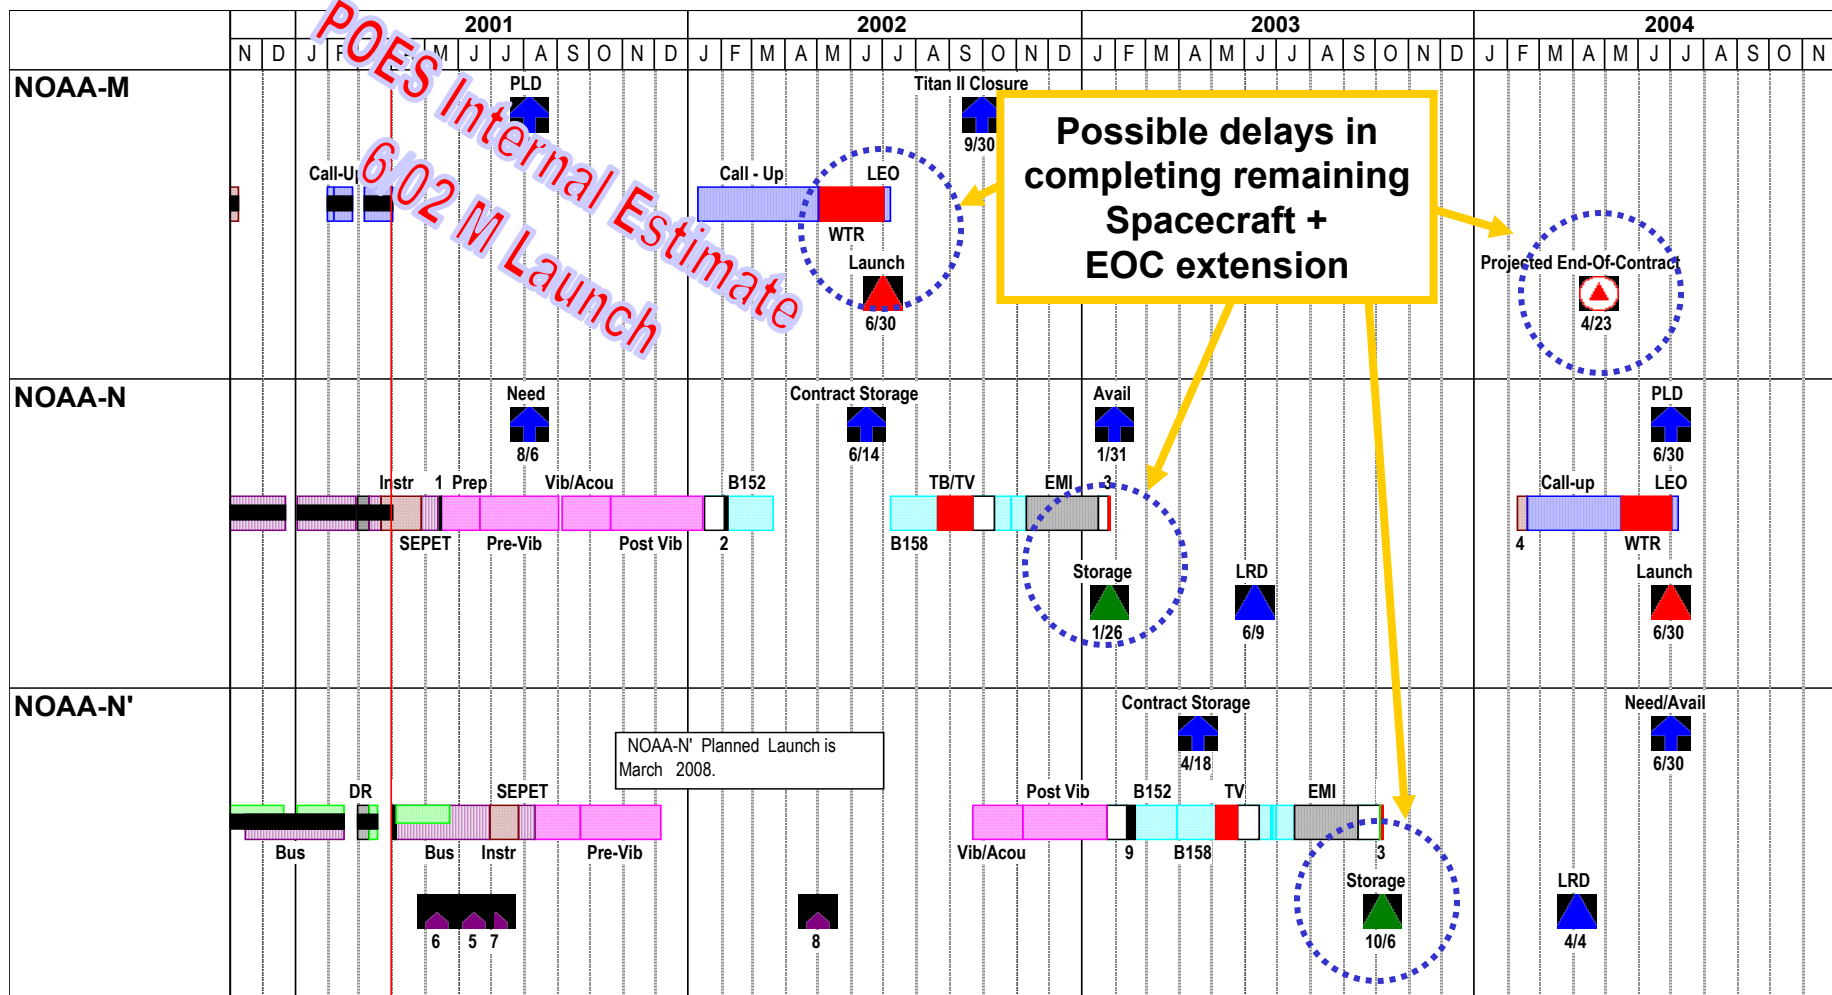 2001 2002 2003 2004
N D J F M J J A S O N D J F M A M J J A S O N D J F M A M J J A S O N D J F M A M J J A S O N
POES Internal Estimate
6/02 M Launch
NOAA-M
PLD
Titan II Closure
9/30
Call-Up
Call - Up
LEO
WTR
Launch
6/30
Possible delays in
completing remaining
Spacecraft +
EOC extension
Projected End-Of-Contract
4/23
NOAA-N
Need
8/6
Contract Storage
6/14
Avail
1/31
PLD
6/30
Instr 1 Prep Vib/Acou B152 TB/TV EMI 3 Call-up LEO
SEPET Pre-Vib Post Vib 2 B158 4 WTR
Storage
1/26
LRD
6/9
Launch
6/30
NOAA-N'
Contract Storage
4/18
Need/Avail
6/30
NOAA-N' Planned Launch is
March 2008.
DR SEPET Post Vib B152 TV EMI
Bus Bus Instr Pre-Vib Vib/Acou 9 B158 3
Storage
10/6
LRD
4/4
6 5 7 8